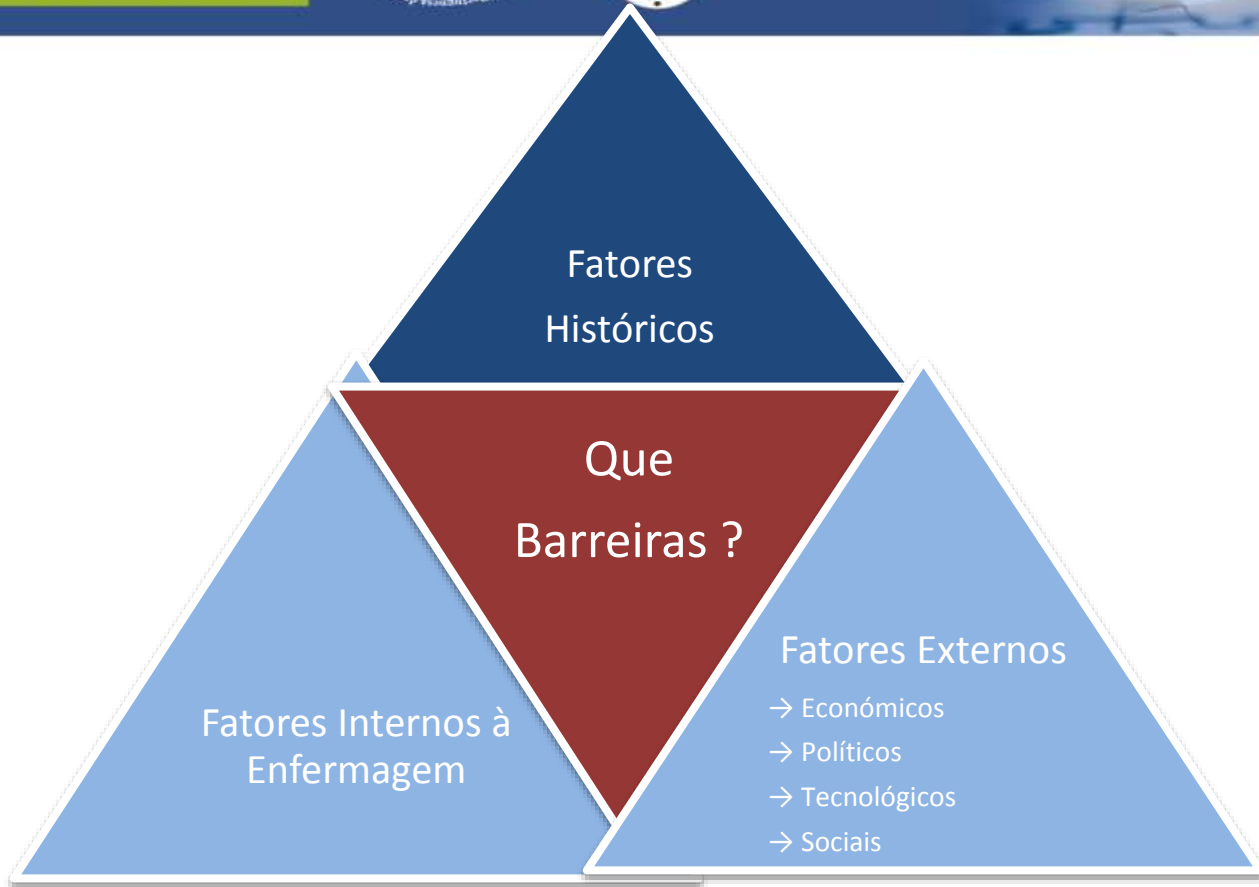 Fatores
Históricos
Que
Barreiras ?
Fatores Internos à
Enfermagem
Fatores Externos
→ Económicos
→ Políticos
→ Tecnológicos
→ Sociais